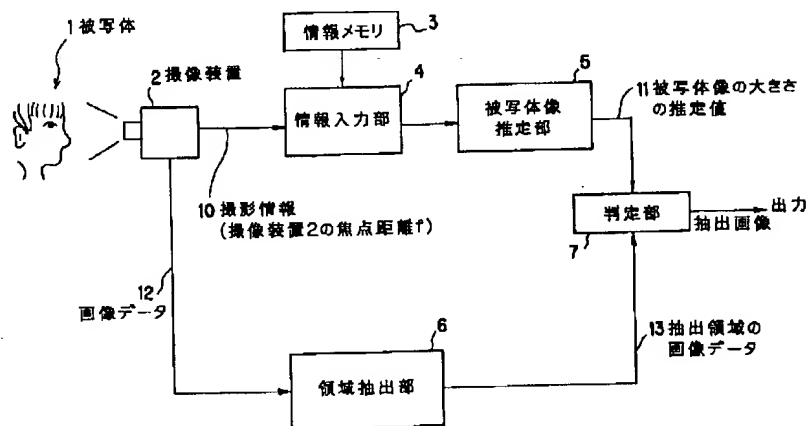 1 被写体
2 撮像装置
情報メモリ
3
4
情報入力部
5
被写体像
推定部
11 被写体像の大きさ
の推定値
10 撮影情報
(撮像装置2の焦点距離f)
判定部
7
出力
抽出画像
12
画像データ
6
領域抽出部
13 抽出領域の
画像データ